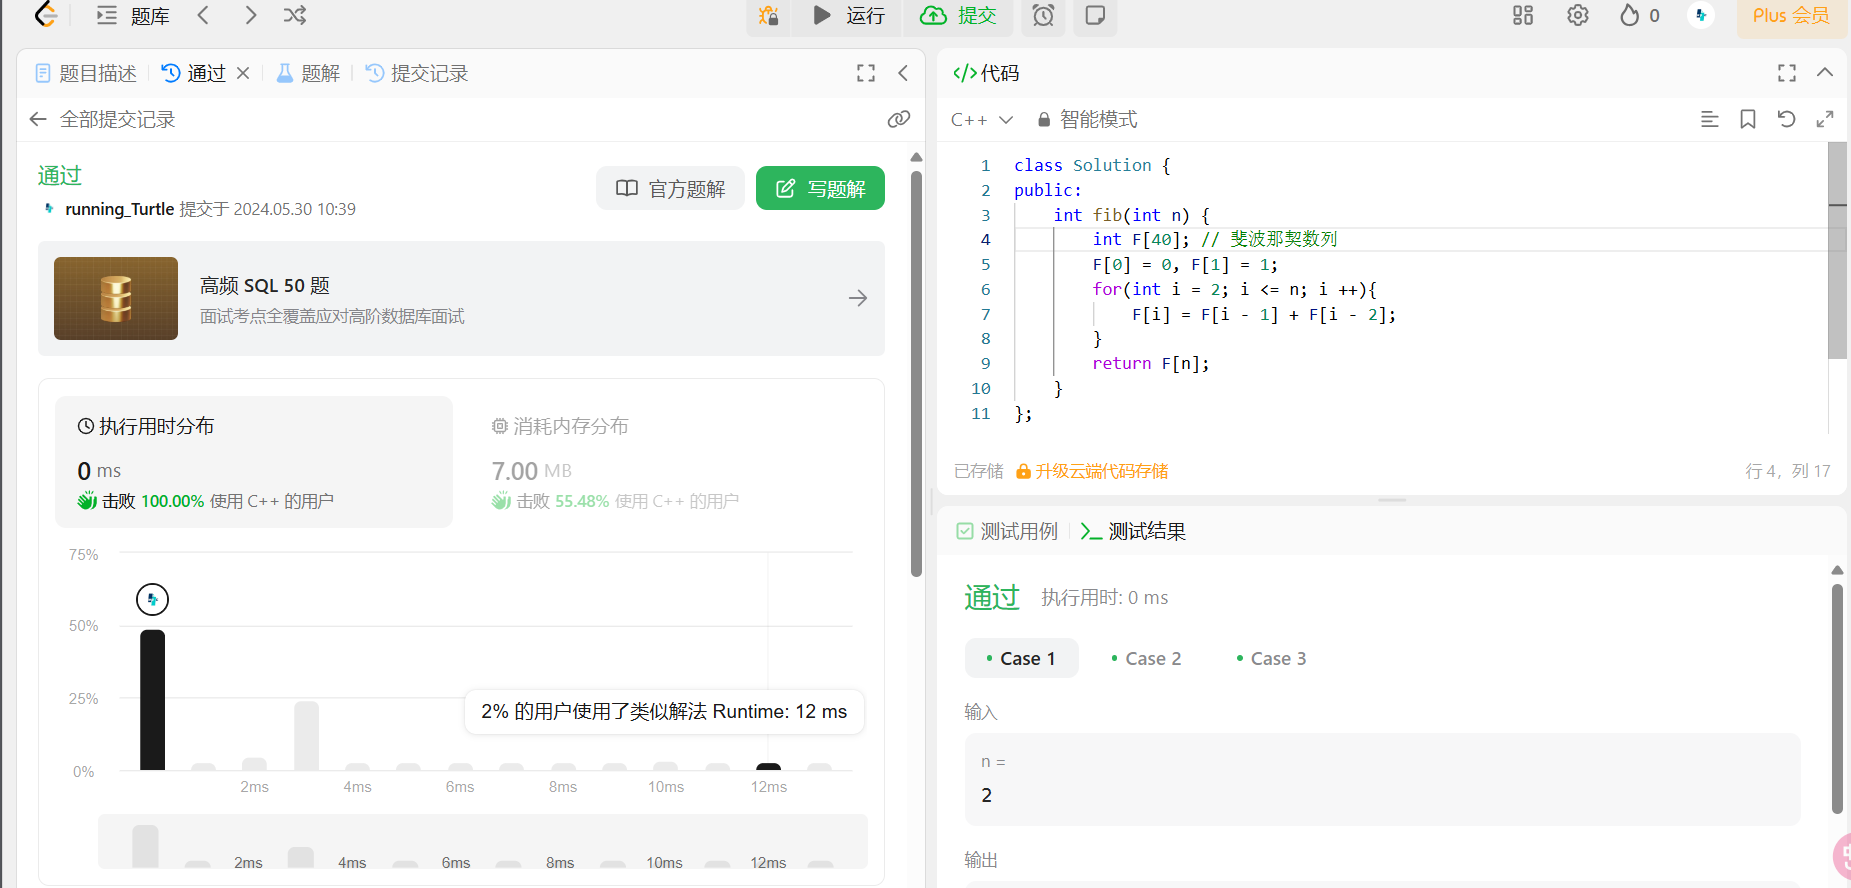 题库
运行
提交
0
Plus 会员
题目描述
通过
题解
提交记录
全部提交记录
通过
官方题解
写题解
running_Turtle 提交于 2024.05.30 10:39
高频 SQL 50 题
面试考点全覆盖应对高阶数据库面试
执行用时分布
0 ms
击败 100.00% 使用 C++ 的用户
消耗内存分布
7.00 MB
击败 55.48% 使用 C++ 的用户
75%
50%
25%
0%
2% 的用户使用了类似解法 Runtime: 12 ms
2ms 4ms 6ms 8ms 10ms 12ms
2ms 4ms 6ms 8ms 10ms 12ms
代码
C++
智能模式
1 class Solution {
2 public:
3 int fib(int n) {
4 int F[40]; // 斐波那契数列
5 F[0] = 0, F[1] = 1;
6 for(int i = 2; i <= n; i ++){
7 F[i] = F[i - 1] + F[i - 2];
8 }
9 return F[n];
10 }
11 };
已存储
升级云端代码存储
行 4，列 17
测试用例
测试结果
通过
执行用时: 0 ms
Case 1
Case 2
Case 3
输入
n =
2
输出